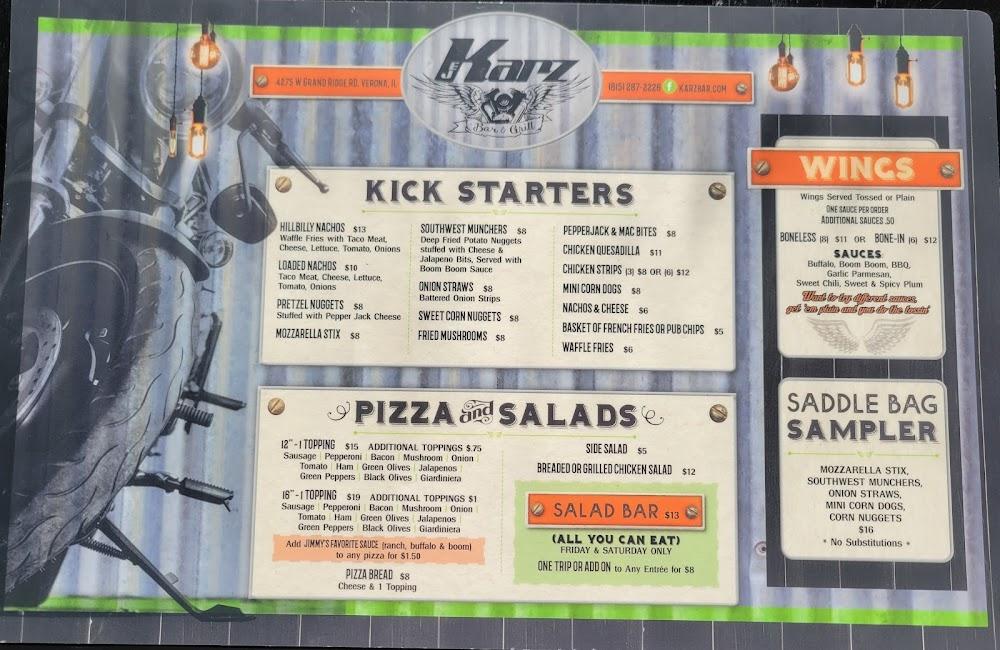 4275 W GRAND RIDGE RD, VERONA, IL
JE Karz
Bar & Grill
(815) 287-2228 f KARZBAR.COM
KICK STARTERS
HILLBILLY NACHOS $13
Waffle Fries with Taco Meat,
Cheese, Lettuce, Tomato, Onions
LOADED NACHOS $10
Taco Meat, Cheese, Lettuce,
Tomato, Onions
PRETZEL NUGGETS $8
Stuffed with Pepper Jack Cheese
MOZZARELLA STIX $8
SOUTHWEST MUNCHERS $8
Deep Fried Potato Nuggets
stuffed with Cheese &
Jalapeno Bits, Served with
Boom Boom Sauce
ONION STRAWS $8
Battered Onion Strips
SWEET CORN NUGGETS $8
FRIED MUSHROOMS $8
PEPPERJACK & MAC BITES $8
CHICKEN QUESADILLA $11
CHICKEN STRIPS (3) $8 OR (6) $12
MINI CORN DOGS $8
NACHOS & CHEESE $6
BASKET OF FRENCH FRIES OR PUB CHIPS $5
WAFFLE FRIES $6
WINGS
Wings Served Tossed or Plain
ONE SAUCE PER ORDER
ADDITIONAL SAUCES .50
BONELESS (8) $11 OR BONE-IN (6) $12
SAUCES:
Buffalo, Boom Boom, BBQ,
Garlic Parmesan,
Sweet Chili, Sweet & Spicy Plum
Want to try different sauces,
get 'em plain and you do the tossin'
PIZZA and SALADS
12" - 1 TOPPING $15 ADDITIONAL TOPPINGS $.75
Sausage | Pepperoni | Bacon | Mushroom | Onion |
Tomato | Ham | Green Olives | Jalapenos |
Green Peppers | Black Olives | Giardiniera
16" - 1 TOPPING $19 ADDITIONAL TOPPINGS $1
Sausage | Pepperoni | Bacon | Mushroom | Onion |
Tomato | Ham | Green Olives | Jalapenos |
Green Peppers | Black Olives | Giardiniera
Add JIMMY'S FAVORITE SAUCE (ranch, buffalo & boom)
to any pizza for $1.50
PIZZA BREAD $8
Cheese & 1 Topping
SIDE SALAD $5
BREADED OR GRILLED CHICKEN SALAD $12
SALAD BAR $13
(ALL YOU CAN EAT)
FRIDAY & SATURDAY ONLY
ONE TRIP OR ADD ON to Any Entrée for $8
SADDLE BAG
SAMPLER
MOZZARELLA STIX,
SOUTHWEST MUNCHERS,
ONION STRAWS,
MINI CORN DOGS,
CORN NUGGETS
$16
* No Substitutions *